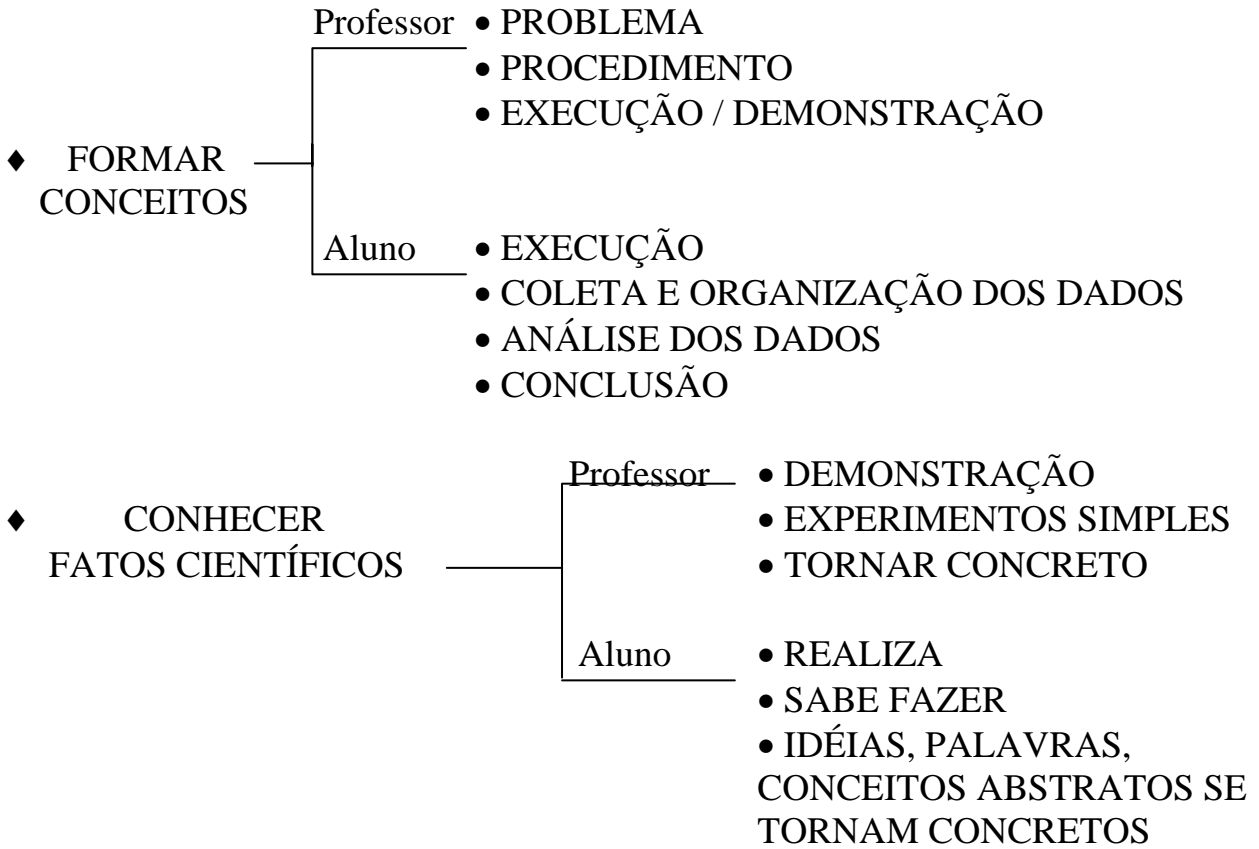 Professor • PROBLEMA
• PROCEDIMENTO
• EXECUÇÃO / DEMONSTRAÇÃO
♦ FORMAR
CONCEITOS
Aluno • EXECUÇÃO
• COLETA E ORGANIZAÇÃO DOS DADOS
• ANÁLISE DOS DADOS
• CONCLUSÃO
Professor • DEMONSTRAÇÃO
♦ CONHECER • EXPERIMENTOS SIMPLES
FATOS CIENTÍFICOS • TORNAR CONCRETO
Aluno • REALIZA
• SABE FAZER
• IDÉIAS, PALAVRAS,
CONCEITOS ABSTRATOS SE
TORNAM CONCRETOS